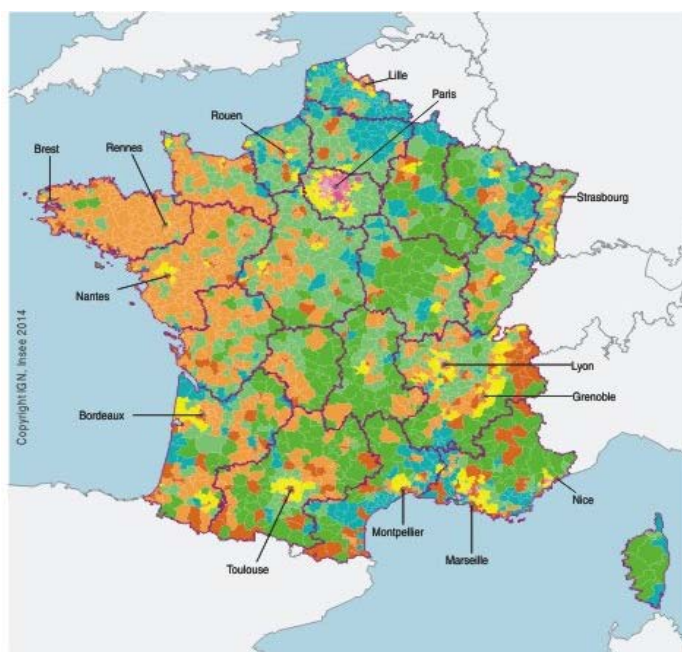 Lille
Paris
Rouen
Brest
Rennes
Strasbourg
Nantes
Copyright IGN, Insee 2014
Lyon
Grenoble
Bordeaux
Nice
Montpellier
Marseille
Toulouse